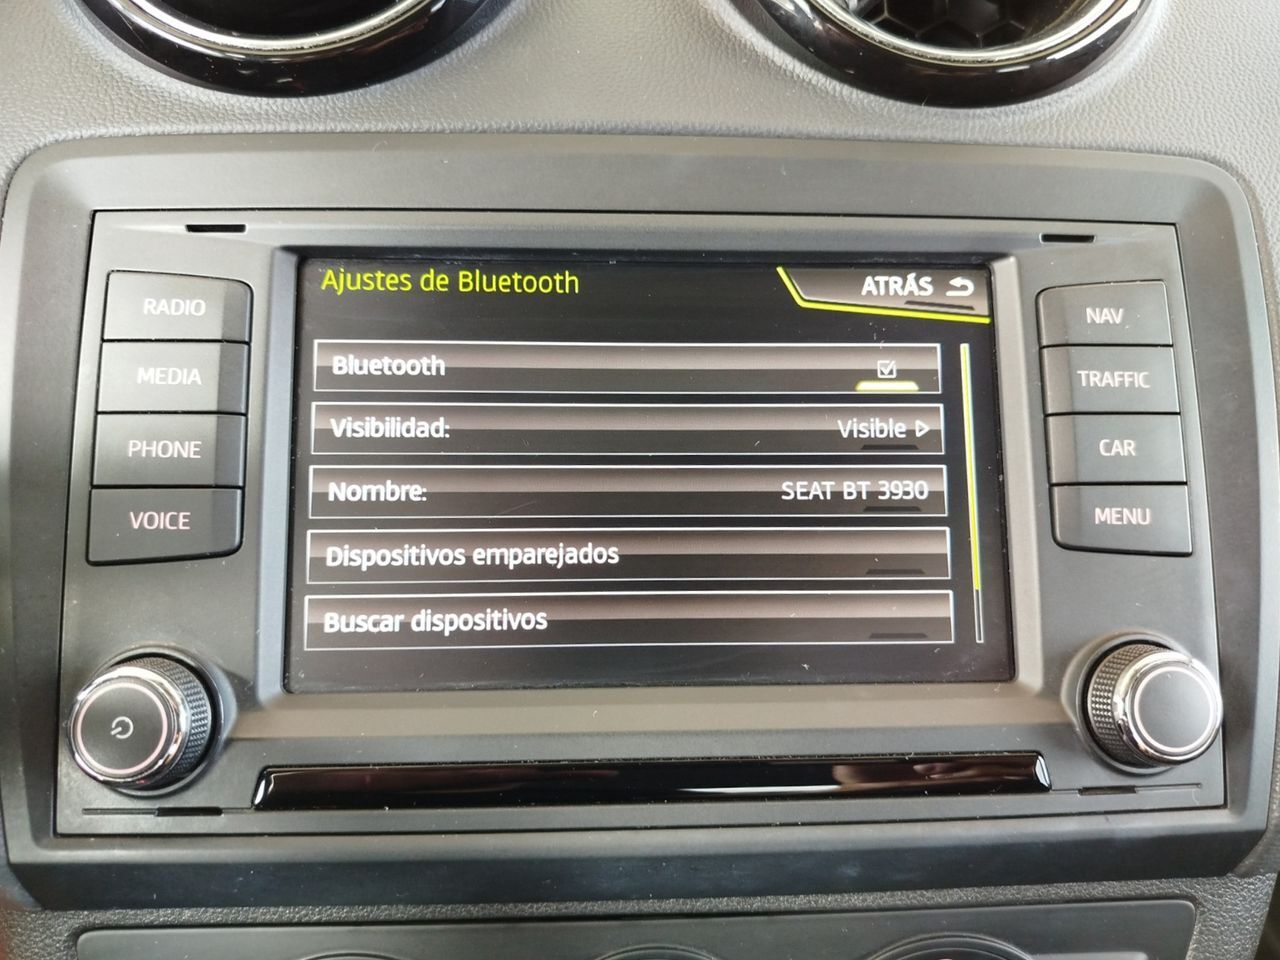 Ajustes de Bluetooth
ATRÁS
Bluetooth
Visibilidad: Visible
Nombre: SEAT BT 3930
Dispositivos emparejados
Buscar dispositivos
RADIO
MEDIA
PHONE
VOICE
NAV
TRAFFIC
CAR
MENU